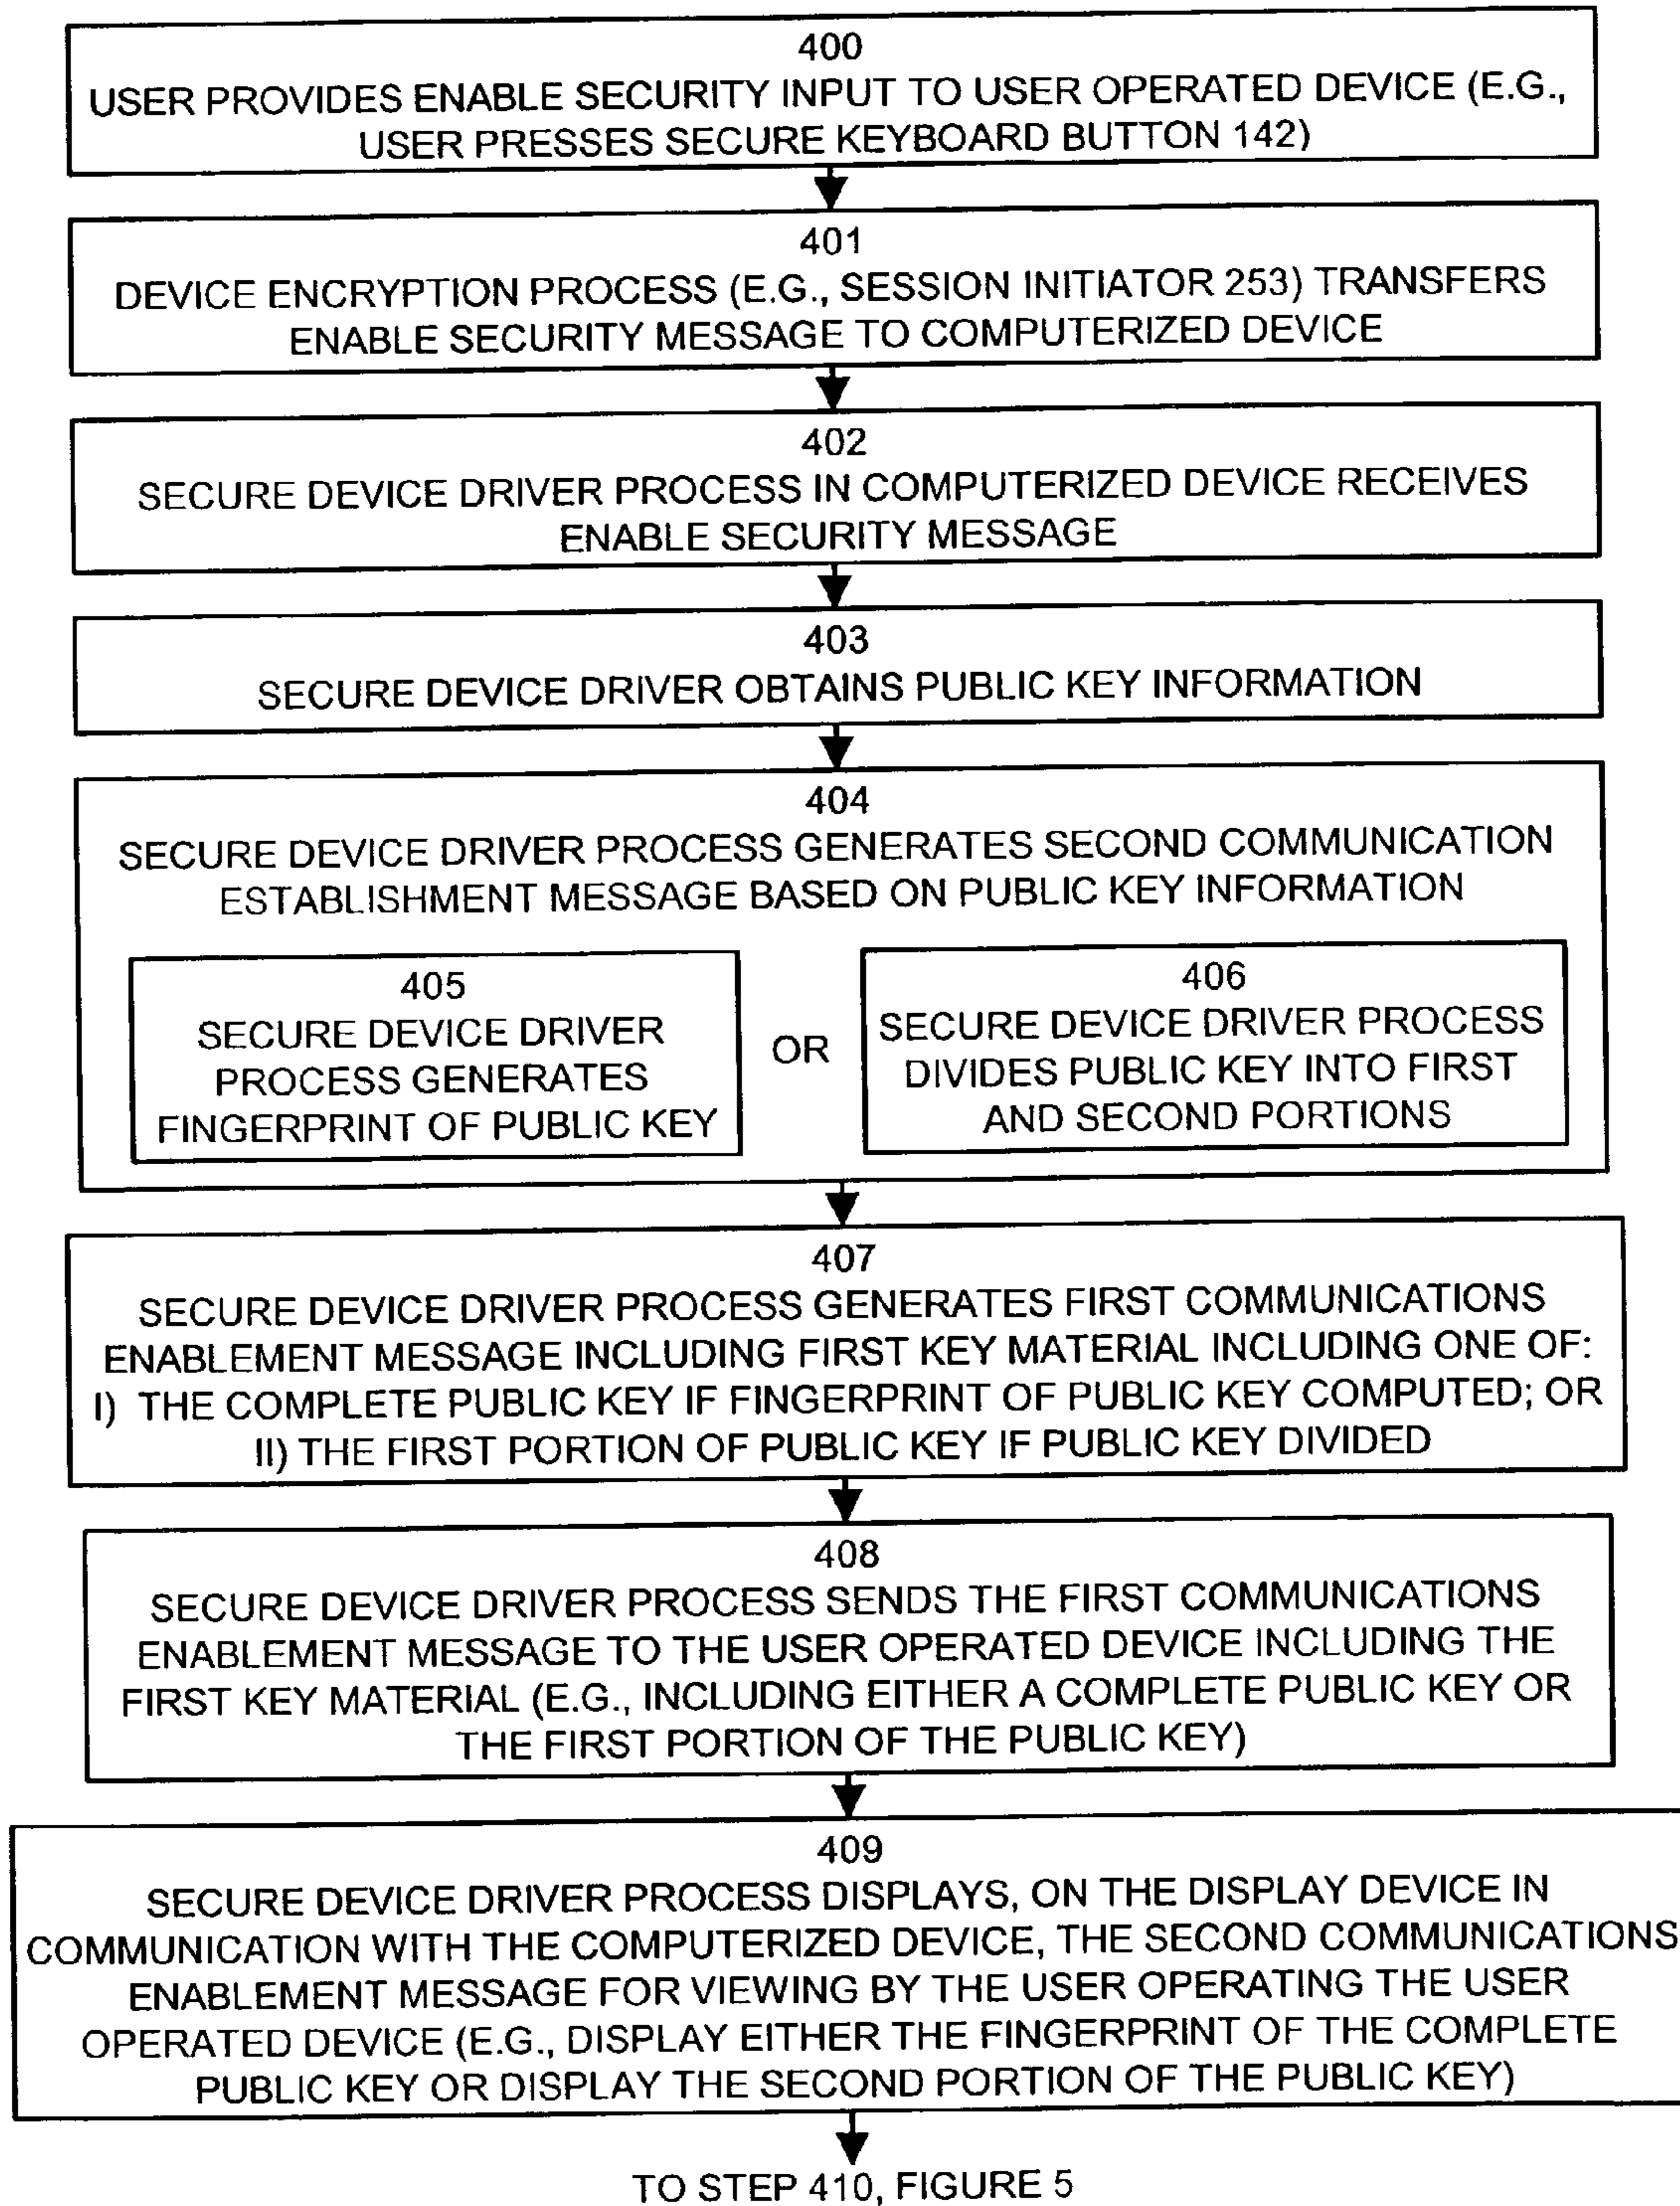 400
USER PROVIDES ENABLE SECURITY INPUT TO USER OPERATED DEVICE (E.G.,
USER PRESSES SECURE KEYBOARD BUTTON 142)
401
DEVICE ENCRYPTION PROCESS (E.G., SESSION INITIATOR 253) TRANSFERS
ENABLE SECURITY MESSAGE TO COMPUTERIZED DEVICE
402
SECURE DEVICE DRIVER PROCESS IN COMPUTERIZED DEVICE RECEIVES
ENABLE SECURITY MESSAGE
403
SECURE DEVICE DRIVER OBTAINS PUBLIC KEY INFORMATION
404
SECURE DEVICE DRIVER PROCESS GENERATES SECOND COMMUNICATION
ESTABLISHMENT MESSAGE BASED ON PUBLIC KEY INFORMATION
405
SECURE DEVICE DRIVER
PROCESS GENERATES
FINGERPRINT OF PUBLIC KEY
OR
406
SECURE DEVICE DRIVER PROCESS
DIVIDES PUBLIC KEY INTO FIRST
AND SECOND PORTIONS
407
SECURE DEVICE DRIVER PROCESS GENERATES FIRST COMMUNICATIONS
ENABLEMENT MESSAGE INCLUDING FIRST KEY MATERIAL INCLUDING ONE OF:
I) THE COMPLETE PUBLIC KEY IF FINGERPRINT OF PUBLIC KEY COMPUTED; OR
II) THE FIRST PORTION OF PUBLIC KEY IF PUBLIC KEY DIVIDED
408
SECURE DEVICE DRIVER PROCESS SENDS THE FIRST COMMUNICATIONS
ENABLEMENT MESSAGE TO THE USER OPERATED DEVICE INCLUDING THE
FIRST KEY MATERIAL (E.G., INCLUDING EITHER A COMPLETE PUBLIC KEY OR
THE FIRST PORTION OF THE PUBLIC KEY)
409
SECURE DEVICE DRIVER PROCESS DISPLAYS, ON THE DISPLAY DEVICE IN
COMMUNICATION WITH THE COMPUTERIZED DEVICE, THE SECOND COMMUNICATIONS
ENABLEMENT MESSAGE FOR VIEWING BY THE USER OPERATING THE USER
OPERATED DEVICE (E.G., DISPLAY EITHER THE FINGERPRINT OF THE COMPLETE
PUBLIC KEY OR DISPLAY THE SECOND PORTION OF THE PUBLIC KEY)
TO STEP 410, FIGURE 5